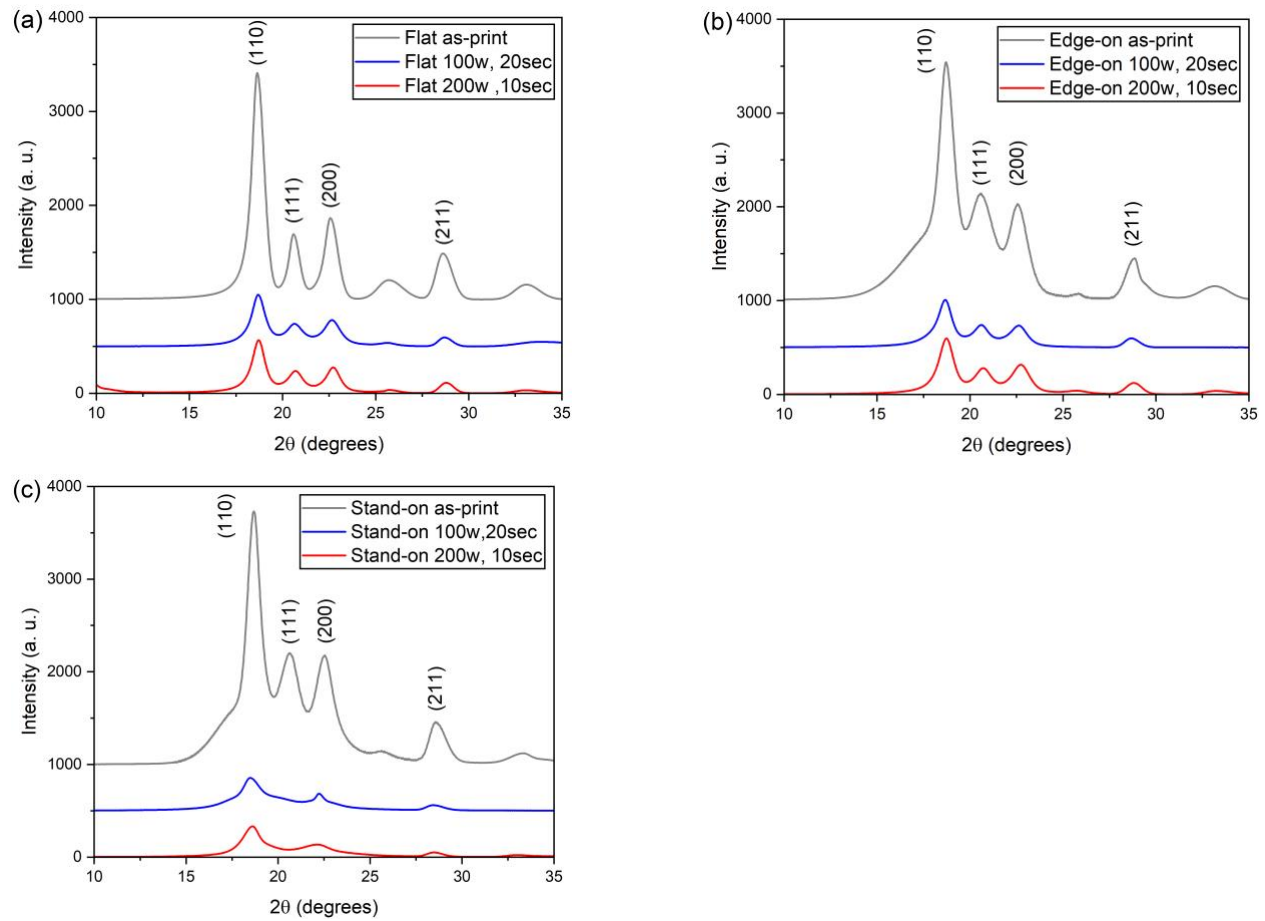 (a)
4000
3000
2000
1000
0
Intensity (a. u.)
(110)
(111)
(200)
(211)
Flat as-print
Flat 100w, 20sec
Flat 200w ,10sec
10 15 20 25 30 35
2θ (degrees)
(b)
4000
3000
2000
1000
0
Intensity (a. u.)
(110)
(111)
(200)
(211)
Edge-on as-print
Edge-on 100w, 20sec
Edge-on 200w, 10sec
10 15 20 25 30 35
2θ (degrees)
(c)
4000
3000
2000
1000
0
Intensity (a. u.)
(110)
(111)
(200)
(211)
Stand-on as-print
Stand-on 100w,20sec
Stand-on 200w, 10sec
10 15 20 25 30 35
2θ (degrees)